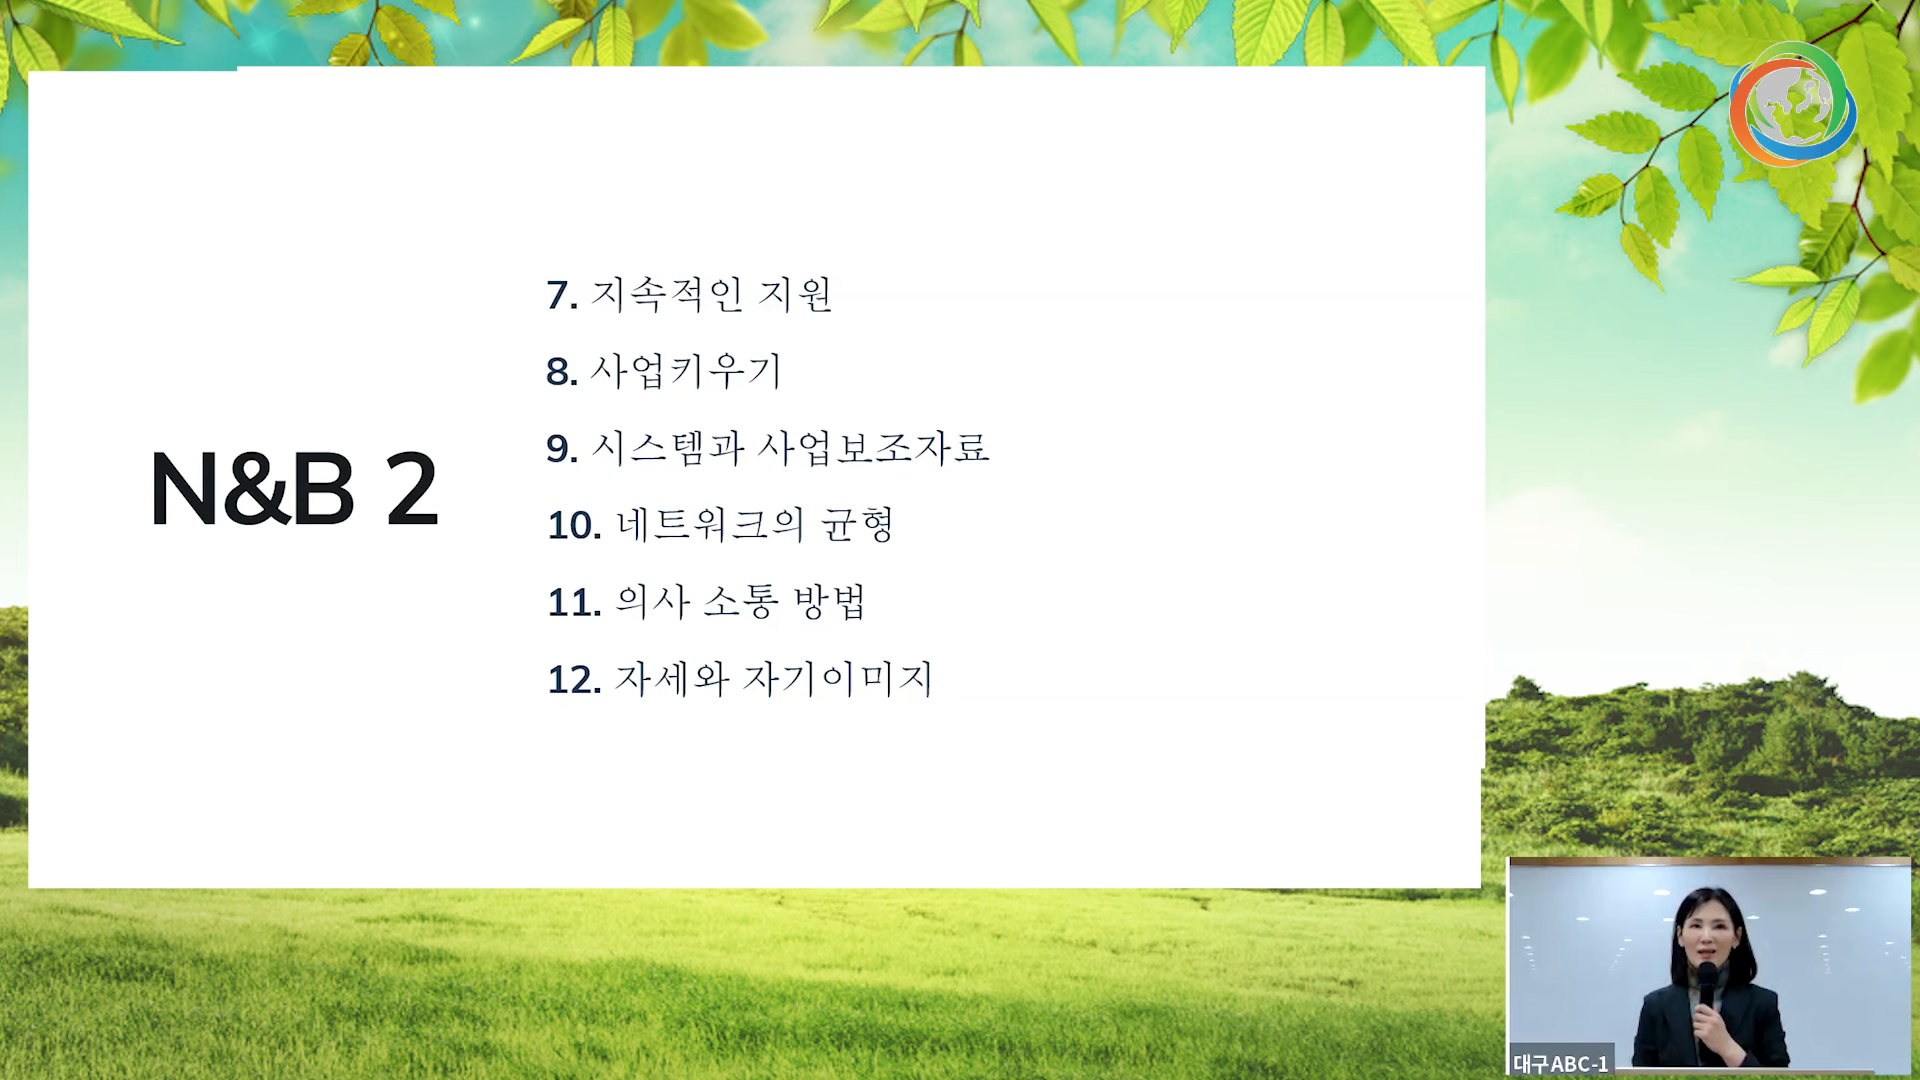 N&B 2
7. 지속적인 지원
8. 사업키우기
9. 시스템과 사업보조자료
10. 네트워크의 균형
11. 의사 소통 방법
12. 자세와 자기이미지
대구ABC-1